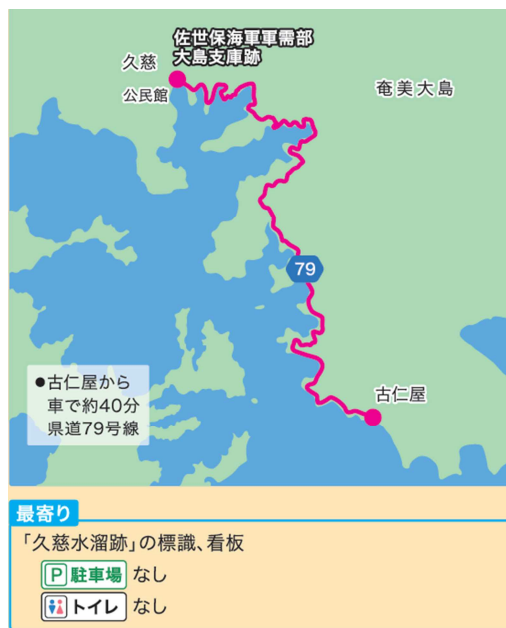 佐世保海軍軍需部
大島支庫跡
久慈
公民館
奄美大島
79
●古仁屋から
車で約40分
県道79号線
古仁屋
最寄り
「久慈水溜跡」の標識、看板
P 駐車場 なし
トイレ なし